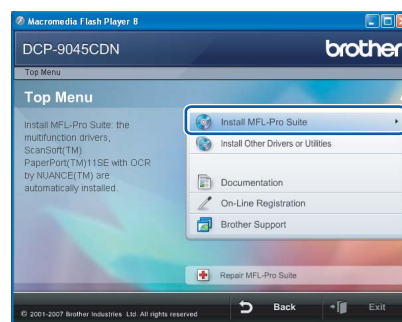 Macromedia Flash Player 8
DCP-9045CDN
brother
Top Menu
Top Menu
Install MFL-Pro Suite: the
multifunction drivers,
ScanSoft(TM)
PaperPort(TM)11SE with OCR
by NUANCE(TM) are
automatically installed.
Install MFL-Pro Suite
Install Other Drivers or Utilities
Documentation
On-Line Registration
Brother Support
Repair MFL-Pro Suite
© 2001-2007 Brother Industries Ltd. All rights reserved
Back
Exit